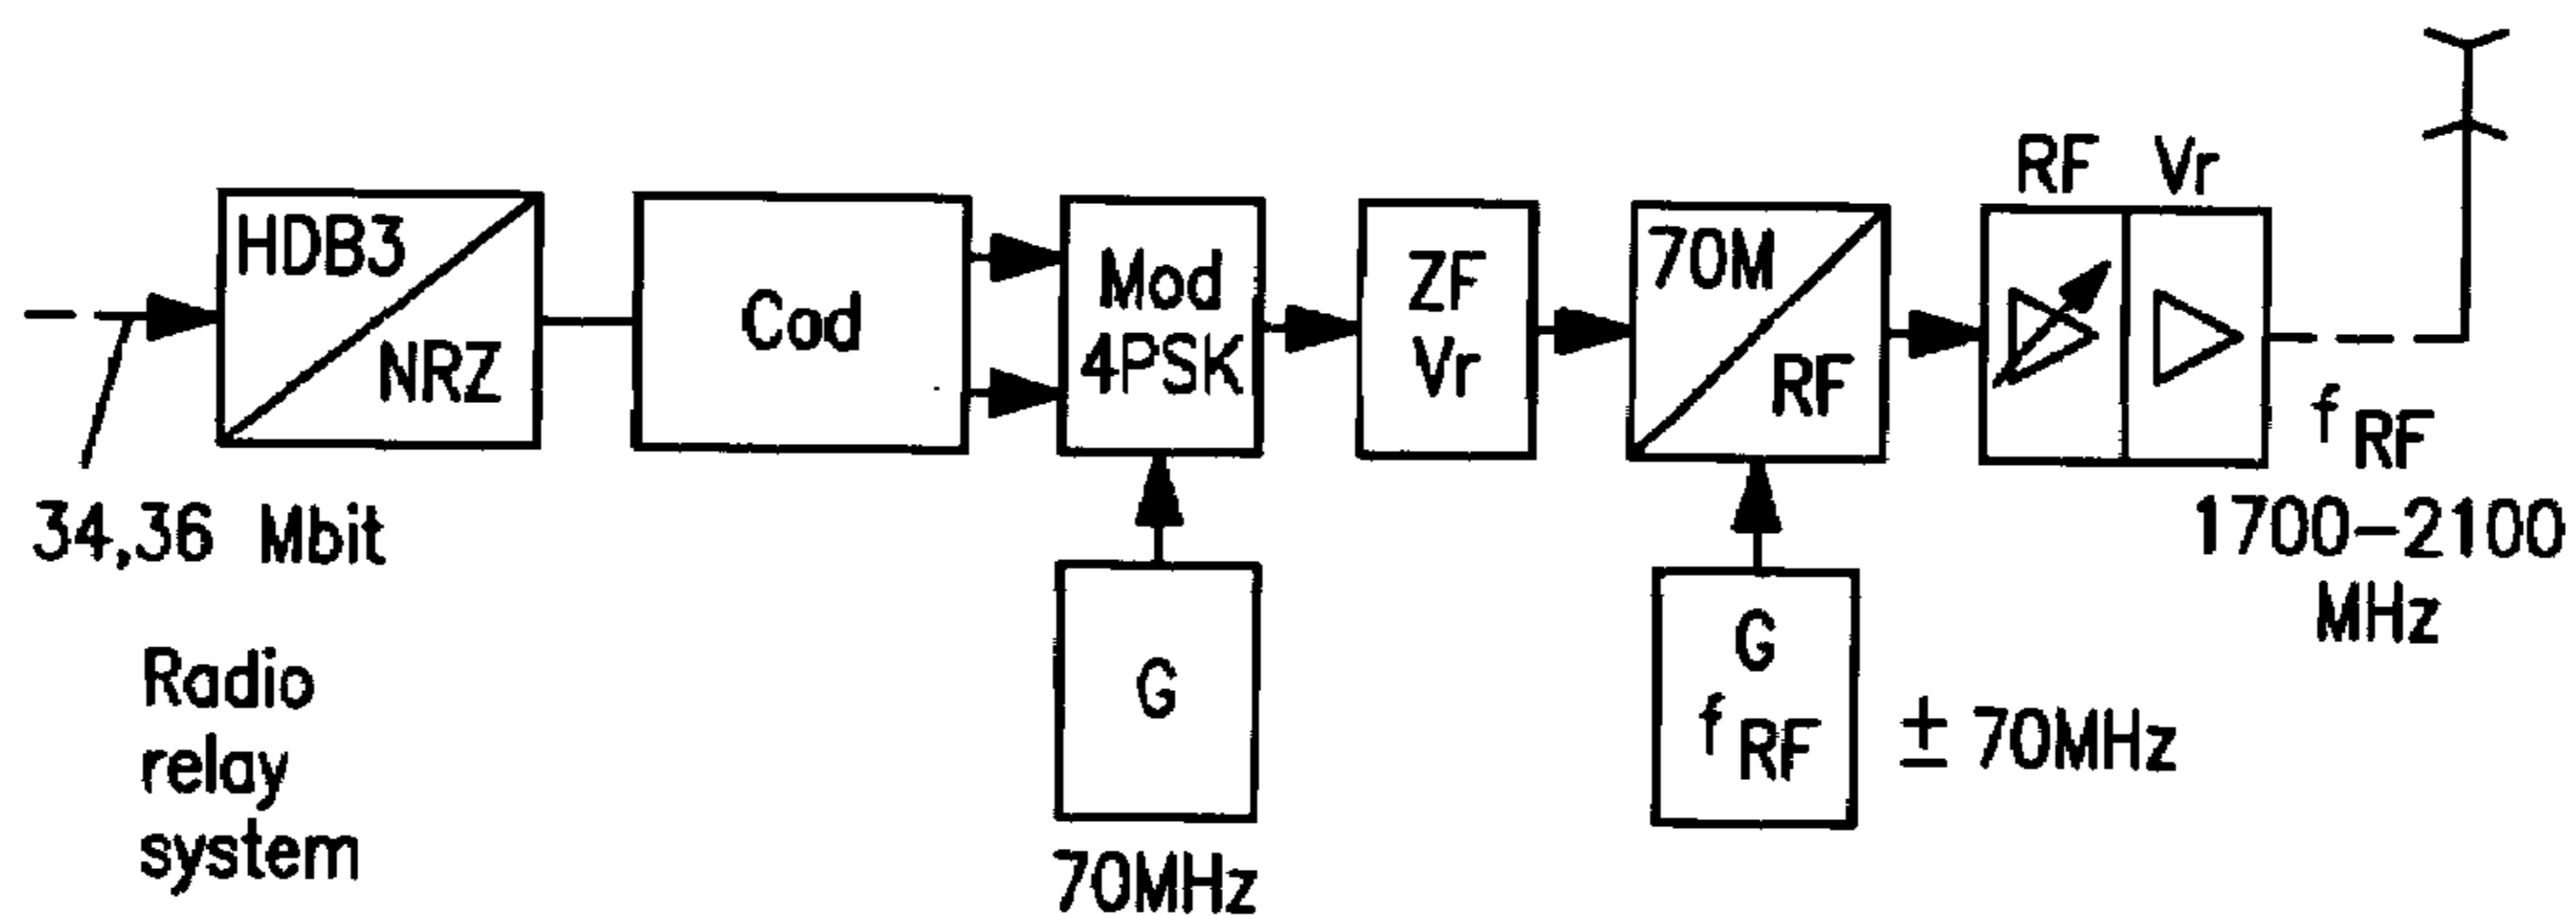 HDB3
NRZ
Cod
Mod
4PSK
ZF
Vr
70M
RF
RF Vr
f RF
1700-2100
MHz
34,36 Mbit
Radio
relay
system
G
70MHz
G
f RF
± 70MHz